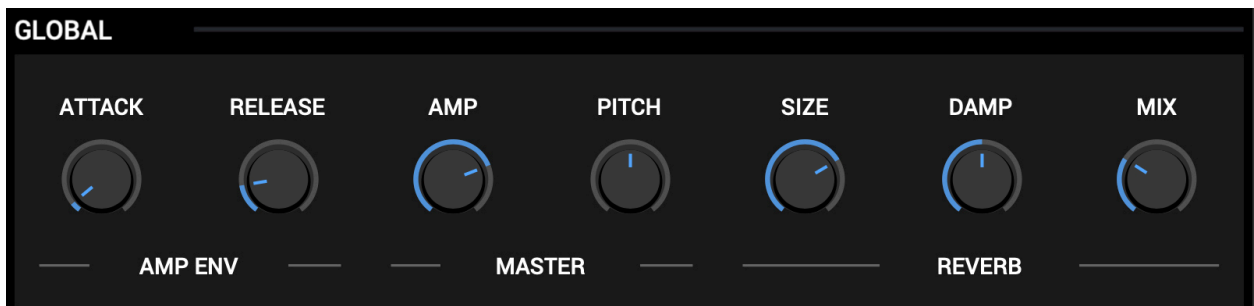 GLOBAL
ATTACK RELEASE AMP PITCH SIZE DAMP MIX
AMP ENV MASTER REVERB